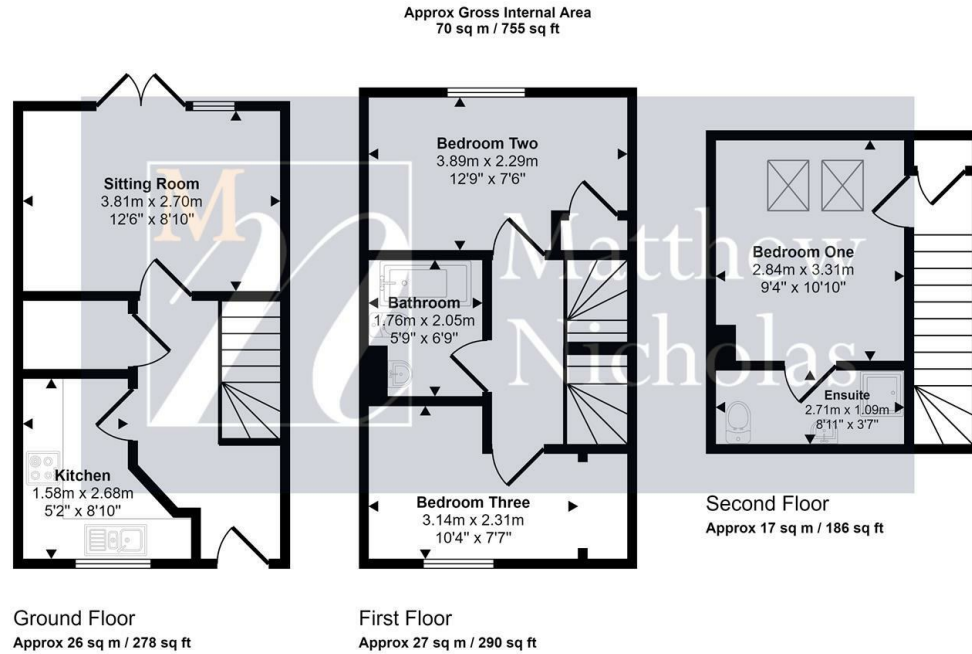 Approx Gross Internal Area
70 sq m / 755 sq ft
Sitting Room
3.81m x 2.70m
12'6" x 8'10"
Kitchen
1.58m x 2.68m
5'2" x 8'10"
Ground Floor
Approx 26 sq m / 278 sq ft
Bedroom Two
3.89m x 2.29m
12'9" x 7'6"
Bathroom
1.76m x 2.05m
5'9" x 6'9"
Bedroom Three
3.14m x 2.31m
10'4" x 7'7"
First Floor
Approx 27 sq m / 290 sq ft
Bedroom One
2.84m x 3.31m
9'4" x 10'10"
Ensuite
2.71m x 1.09m
8'11" x 3'7"
Second Floor
Approx 17 sq m / 186 sq ft
M
n
Matthew
Nicholas